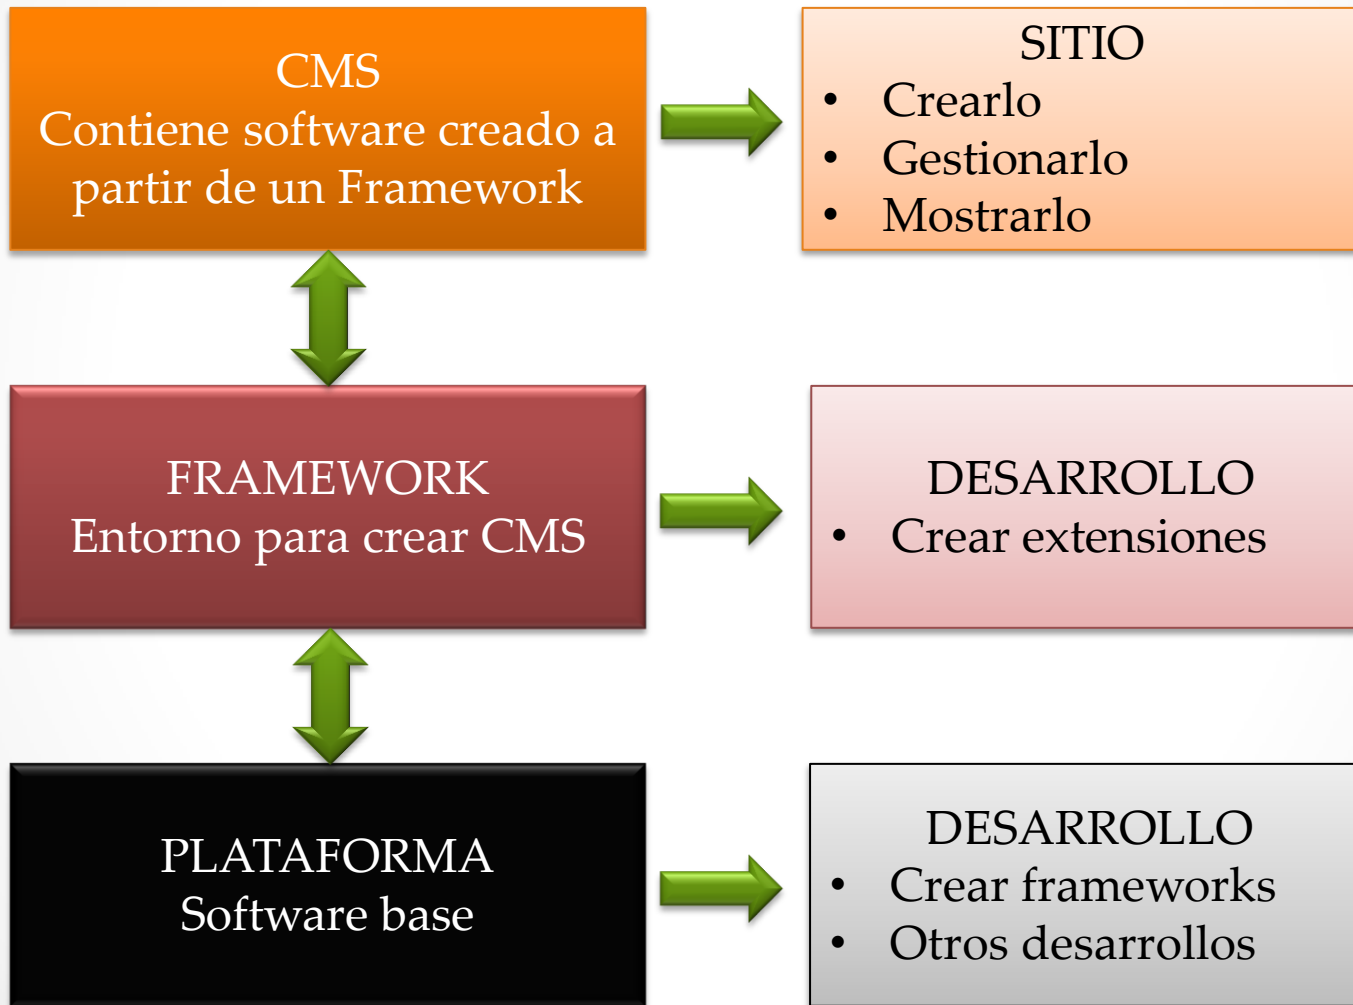 CMS
Contiene software creado a
partir de un Framework
SITIO
• Crearlo
• Gestionarlo
• Mostrarlo
FRAMEWORK
Entorno para crear CMS
DESARROLLO
• Crear extensiones
PLATAFORMA
Software base
DESARROLLO
• Crear frameworks
• Otros desarrollos